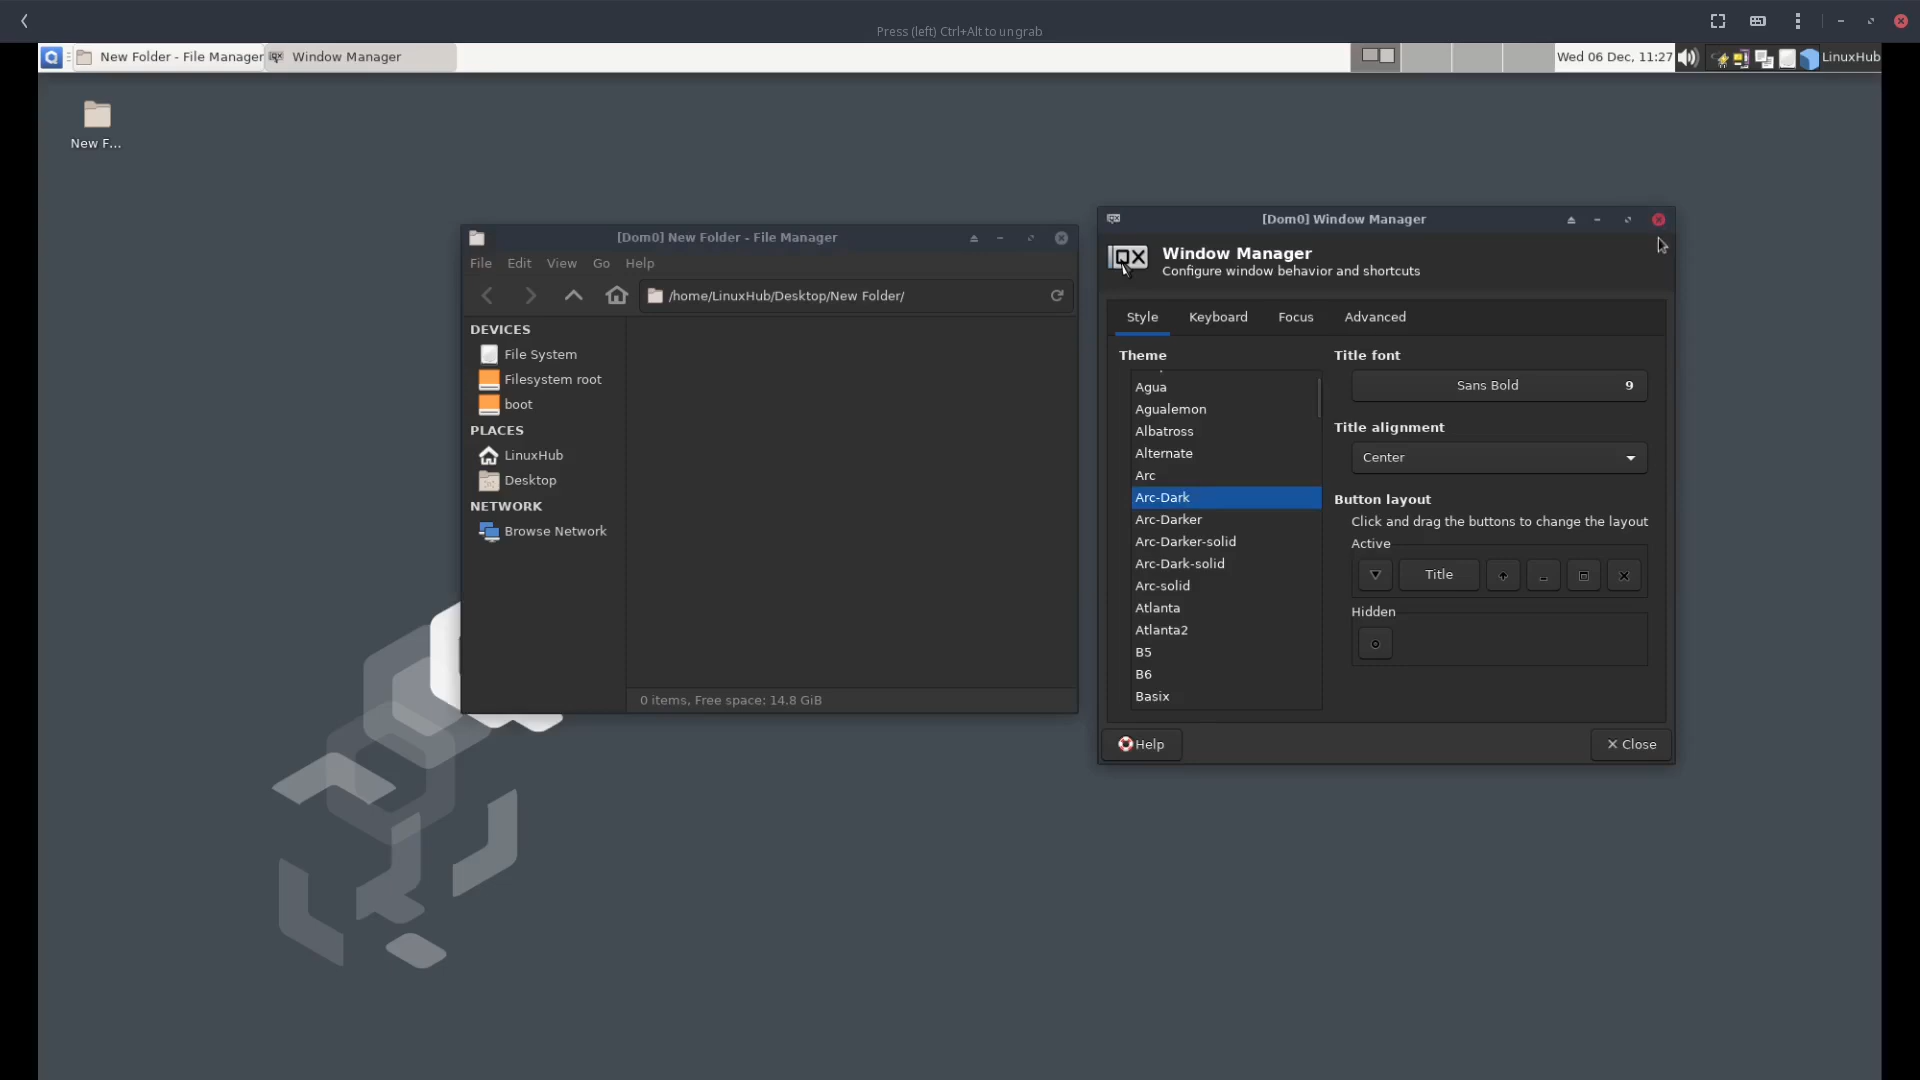 Press (left) Ctrl+Alt to ungrab
New Folder - File Manager
Window Manager
Wed 06 Dec, 11:27
LinuxHub
New F...
[Dom0] New Folder - File Manager
File Edit View Go Help
/home/LinuxHub/Desktop/New Folder/
DEVICES
File System
Filesystem root
boot
PLACES
LinuxHub
Desktop
NETWORK
Browse Network
0 items, Free space: 14.8 GiB
[Dom0] Window Manager
Window Manager
Configure window behavior and shortcuts
Style Keyboard Focus Advanced
Theme
Agua
Agualemon
Albatross
Alternate
Arc
Arc-Dark
Arc-Darker
Arc-Darker-solid
Arc-Dark-solid
Arc-solid
Atlanta
Atlanta2
B5
B6
Basix
Title font
Sans Bold 9
Title alignment
Center
Button layout
Click and drag the buttons to change the layout
Active
Title
Hidden
Help
Close